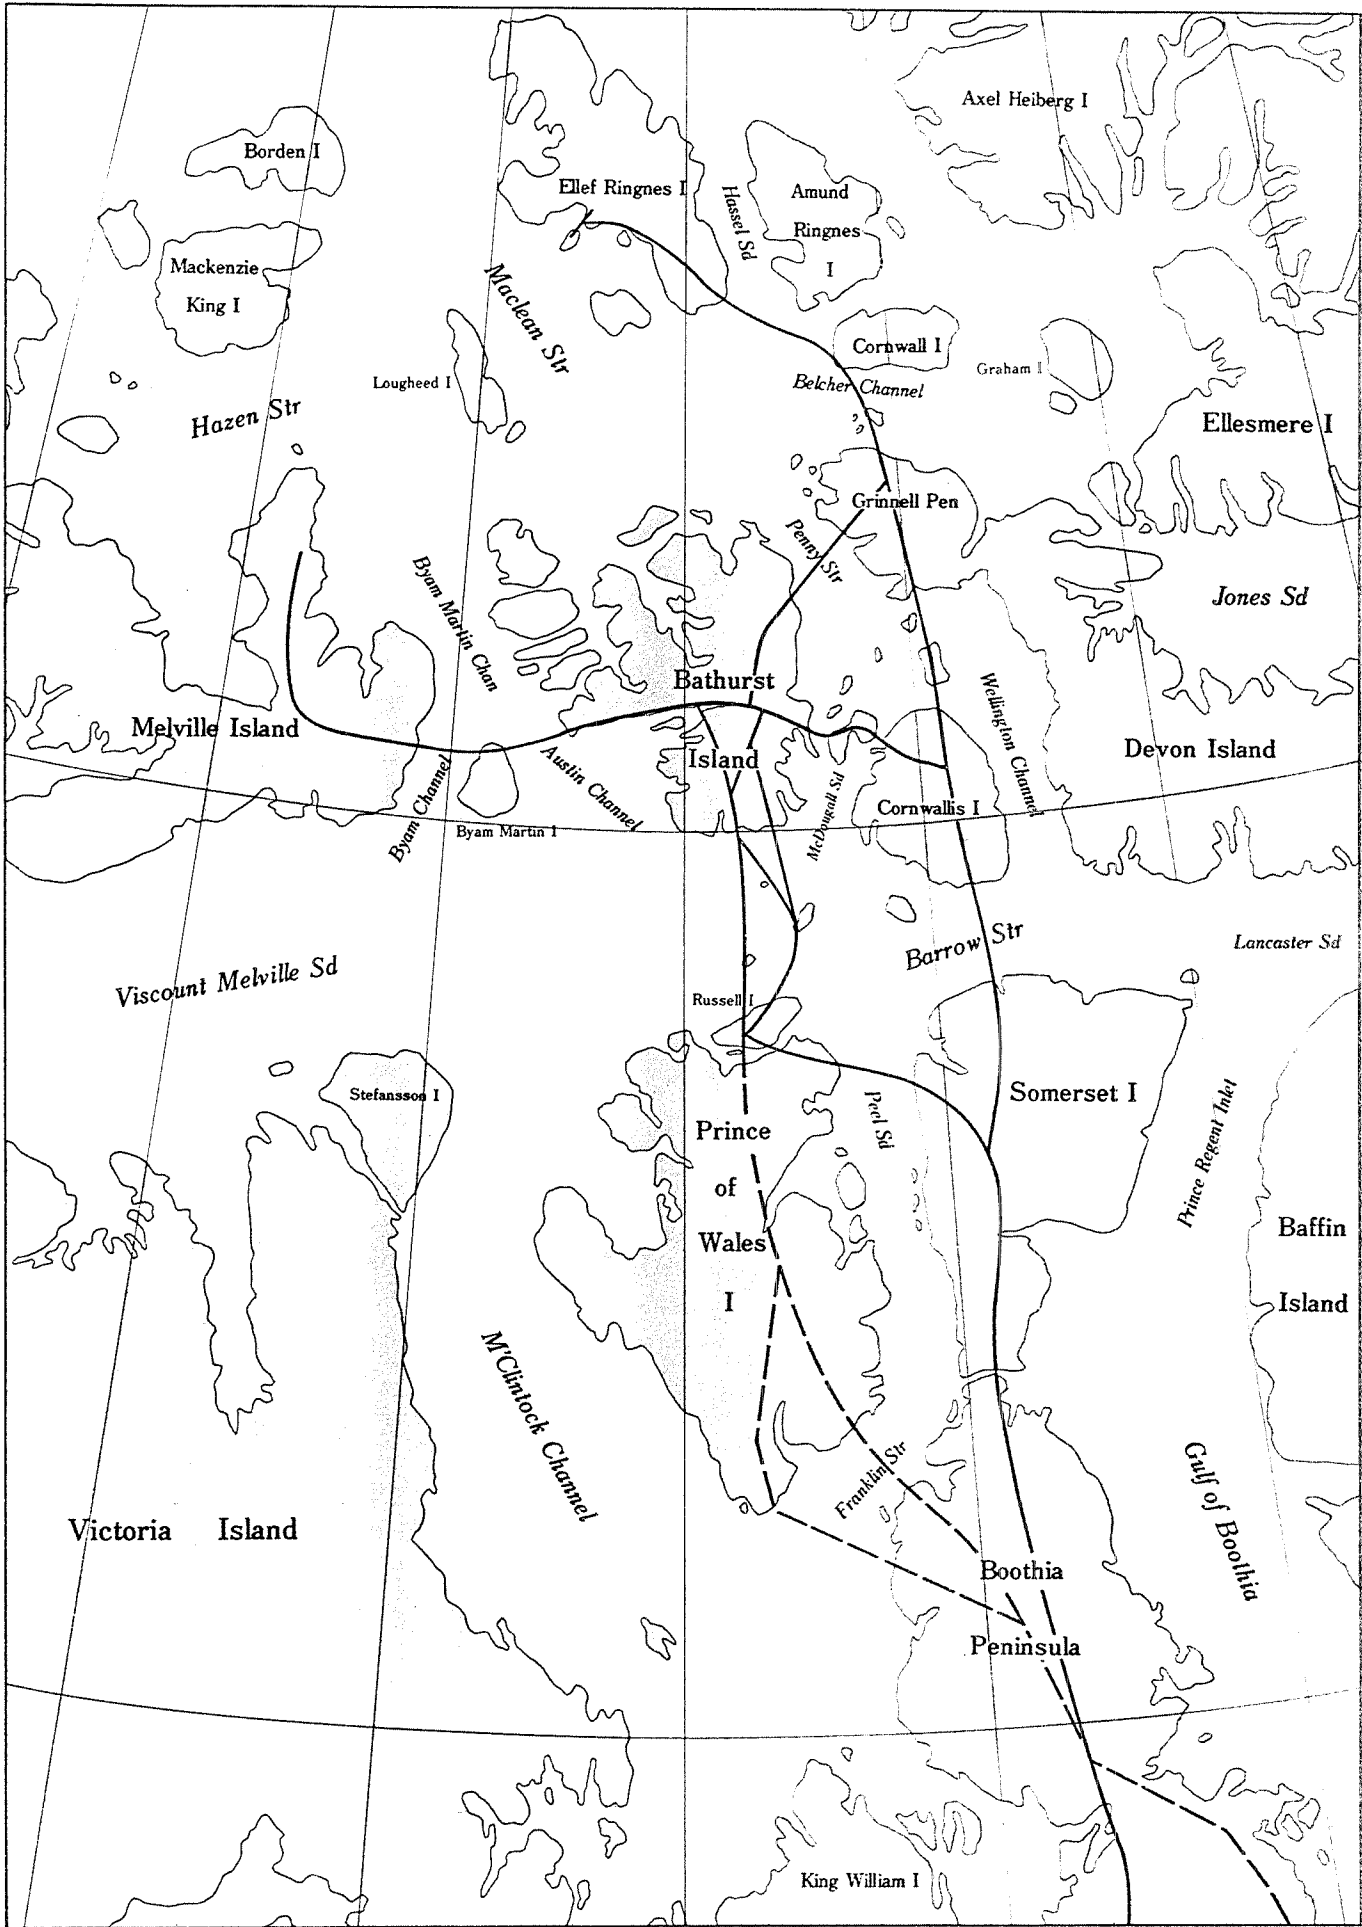 Axel Heiberg I
Borden I
Ellef Ringnes I
Hassel Sd
Amund
Ringnes
I
Mackenzie
King I
Maclean Str
Cornwall I
Lougheed I
Graham I
Belcher Channel
Hazen Str
Ellesmere I
Grinnell Pen
Penny Str
Byam Martin Chan
Jones Sd
Bathurst
Island
Wellington Channel
Melville Island
Devon Island
Austin Channel
McDougall Sd
Byam Channel
Cornwallis I
Byam Martin I
Barrow Str
Lancaster Sd
Viscount Melville Sd
Russell I
Stefansson I
Somerset I
Peel Sd
Prince Regent Inlet
Prince
of
Wales
I
Baffin
Island
M'Clintock Channel
Franklin Str
Gulf of Boothia
Victoria Island
Boothia
Peninsula
King William I